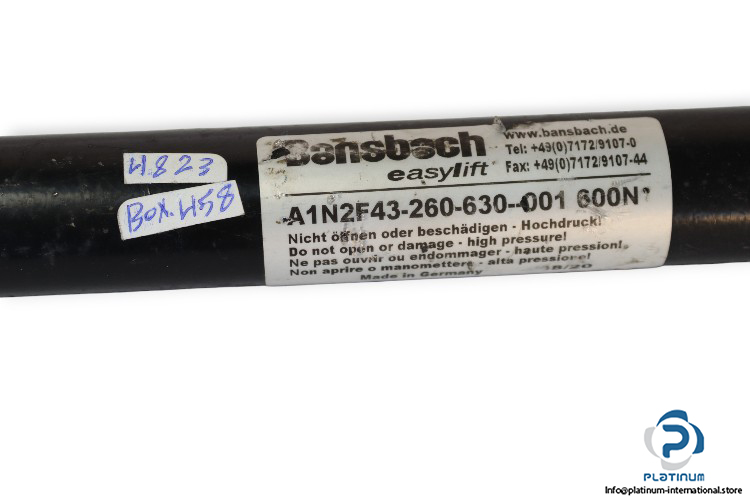 4823
Box.458
Bansbach
easylift
www.bansbach.de
Tel: +49(0)7172/9107-0
Fax: +49(0)7172/9107-44
A1N2F43-260-630--001 600N
Nicht öffnen oder beschädigen - Hochdruck!
Do not open or damage - high pressure!
Ne pas ouvrir ou endommager - haute pression!
Non aprire o manomettere - alta pressione!
Made in Germany 18/20
PLATINUM
Info@platinum-international.store